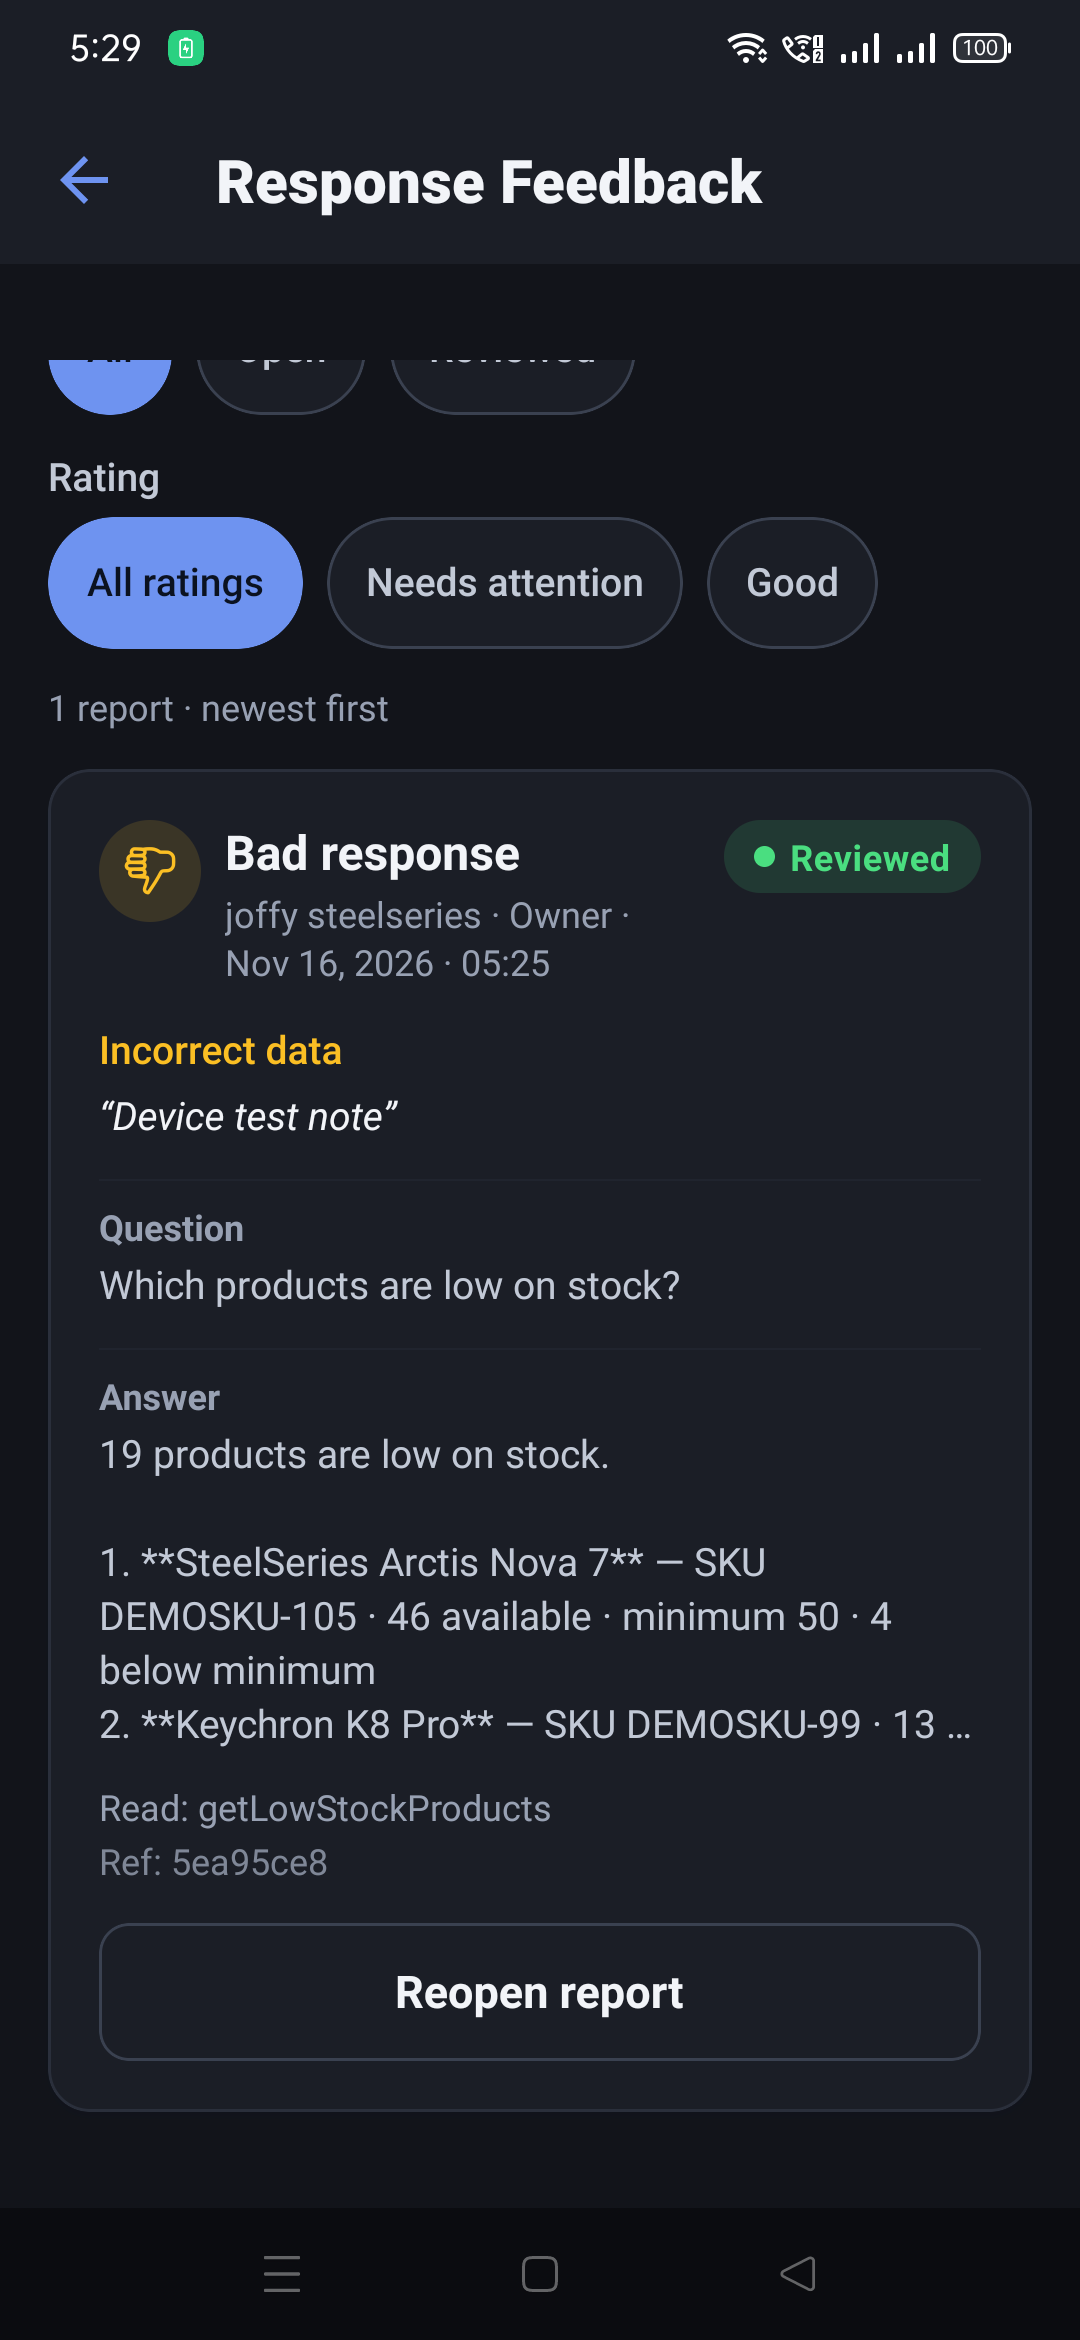 5:29
100
Response Feedback
All Open Reviewed
Rating
All ratings Needs attention Good
1 report · newest first
Bad response
Reviewed
joffy steelseries · Owner ·
Nov 16, 2026 · 05:25
Incorrect data
“Device test note”
Question
Which products are low on stock?
Answer
19 products are low on stock.
1. **SteelSeries Arctis Nova 7** — SKU
DEMOSKU-105 · 46 available · minimum 50 · 4
below minimum
2. **Keychron K8 Pro** — SKU DEMOSKU-99 · 13 ...
Read: getLowStockProducts
Ref: 5ea95ce8
Reopen report